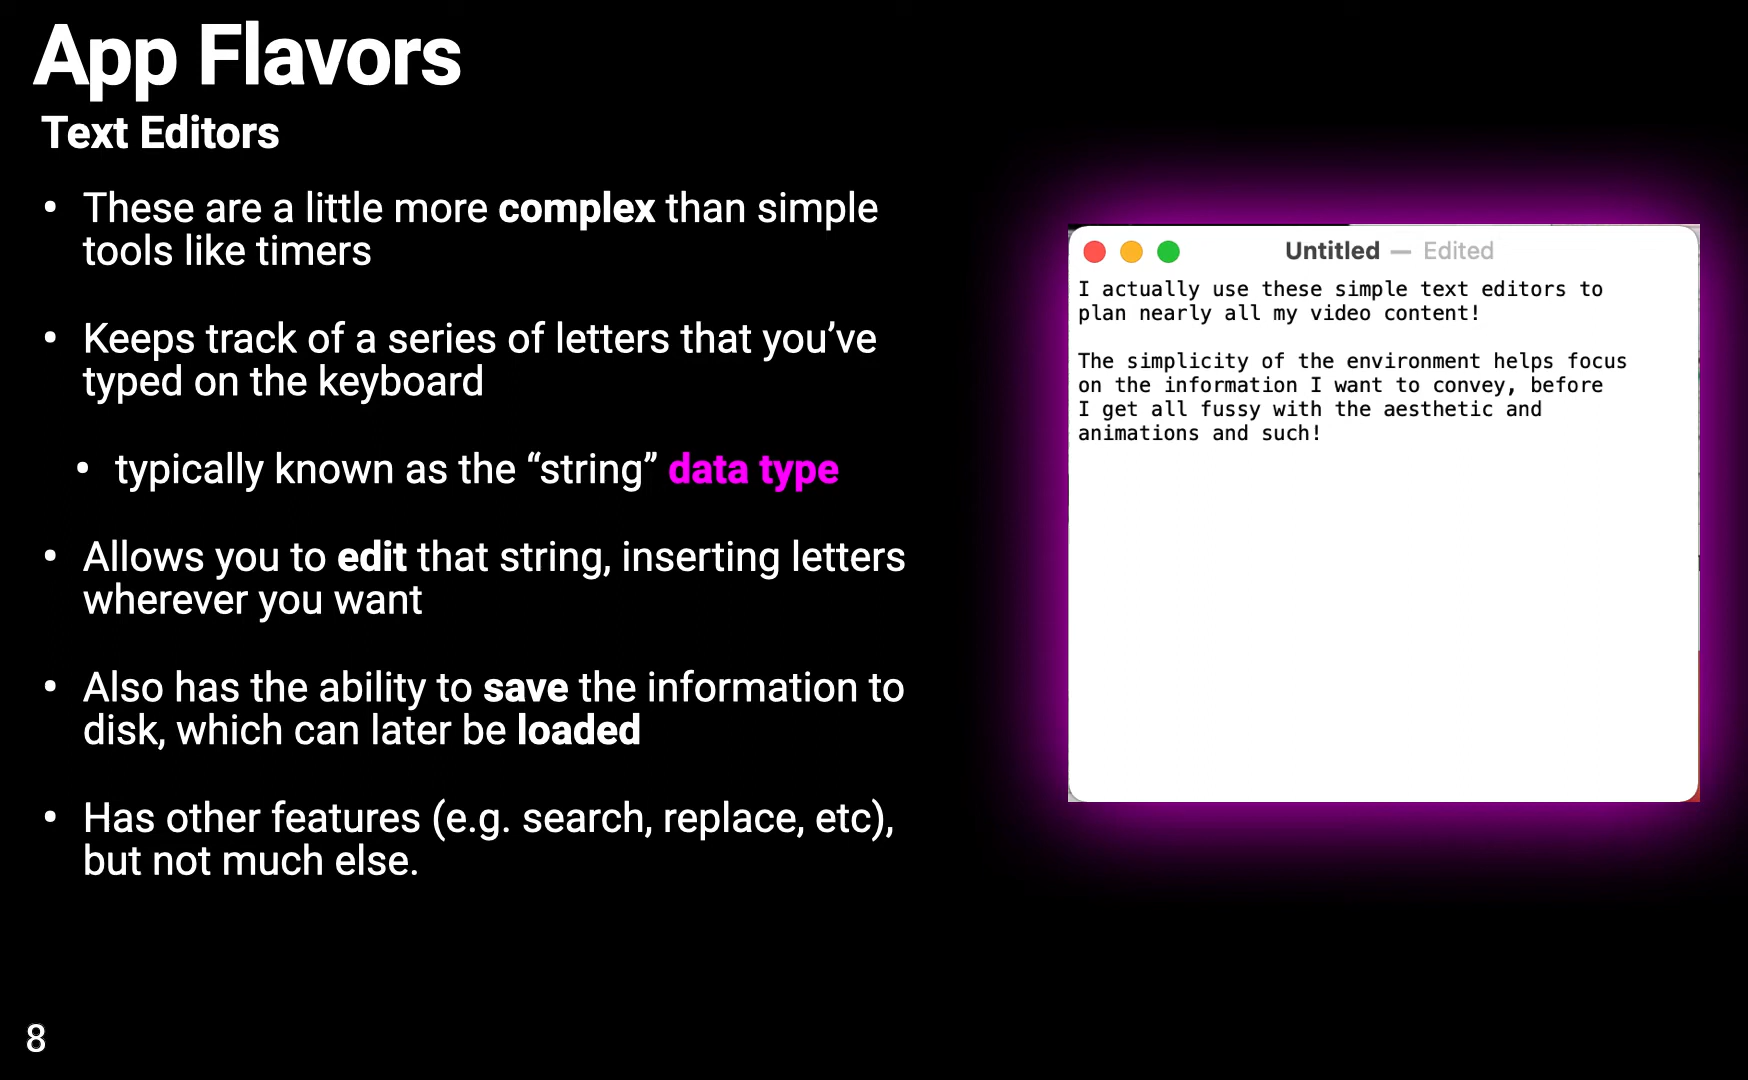 App Flavors
Text Editors
• These are a little more complex than simple
tools like timers
• Keeps track of a series of letters that you’ve
typed on the keyboard
• typically known as the “string” data type
• Allows you to edit that string, inserting letters
wherever you want
• Also has the ability to save the information to
disk, which can later be loaded
• Has other features (e.g. search, replace, etc),
but not much else.
8
Untitled — Edited
I actually use these simple text editors to
plan nearly all my video content!
The simplicity of the environment helps focus
on the information I want to convey, before
I get all fussy with the aesthetic and
animations and such!